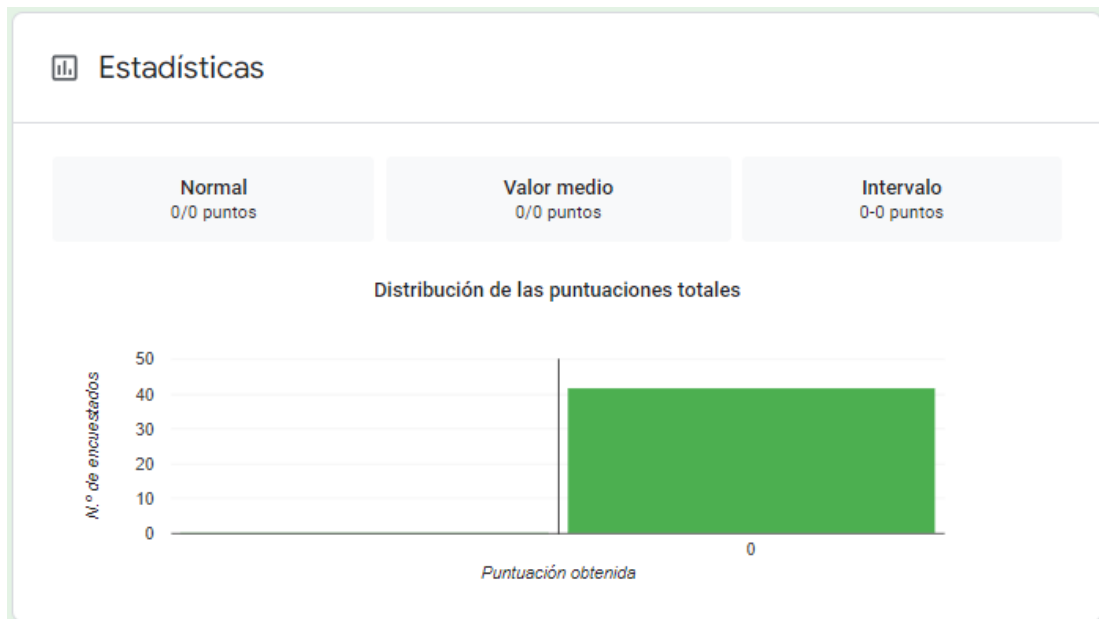 Estadísticas
Normal
0/0 puntos
Valor medio
0/0 puntos
Intervalo
0-0 puntos
Distribución de las puntuaciones totales
N.º de encuestados
50
40
30
20
10
0
0
Puntuación obtenida